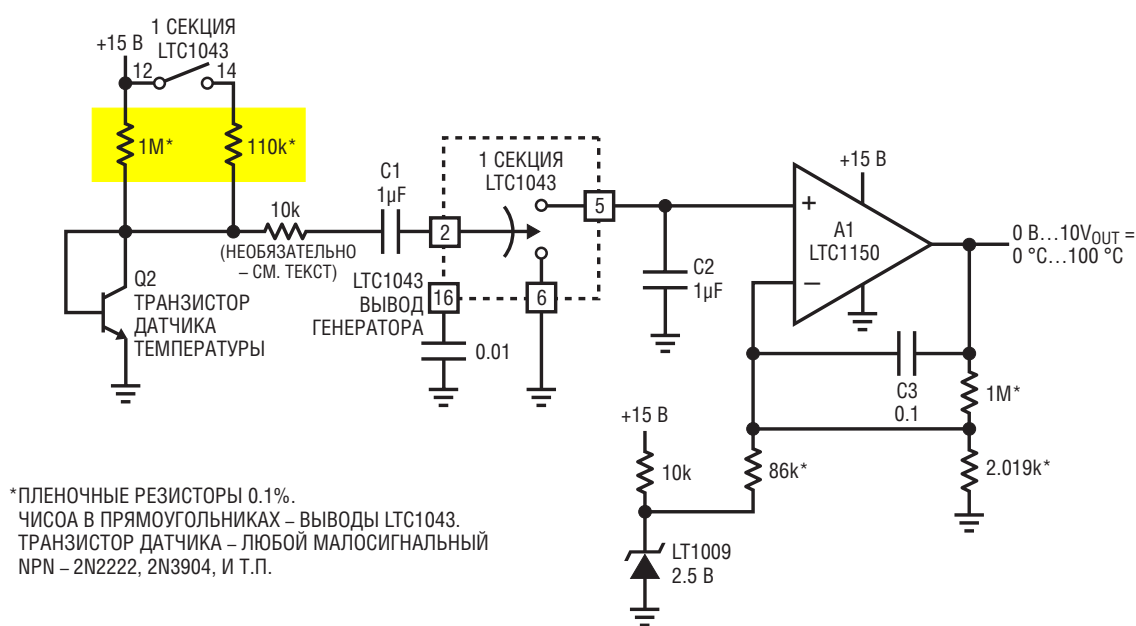 1 СЕКЦИЯ
LTC1043
+15 В
12
14
1M*
110k*
10k
(НЕОБЯЗАТЕЛЬНО
– СМ. ТЕКСТ)
C1
1µF
1 СЕКЦИЯ
LTC1043
2
5
16
6
LTC1043
ВЫВОД
ГЕНЕРАТОРА
0.01
Q2
ТРАНЗИСТОР
ДАТЧИКА
ТЕМПЕРАТУРЫ
C2
1µF
+15 В
+
–
A1
LTC1150
0 В…10VOUT =
0 °C…100 °C
C3
0.1
1M*
2.019k*
+15 В
10k
86k*
LT1009
2.5 В
*ПЛЕНОЧНЫЕ РЕЗИСТОРЫ 0.1%.
ЧИСОА В ПРЯМОУГОЛЬНИКАХ – ВЫВОДЫ LTC1043.
ТРАНЗИСТОР ДАТЧИКА – ЛЮБОЙ МАЛОСИГНАЛЬНЫЙ
NPN – 2N2222, 2N3904, И Т.П.